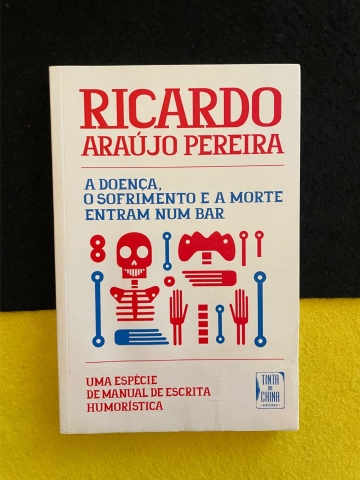 RICARDO
ARAÚJO PEREIRA
A DOENÇA,
O SOFRIMENTO E A MORTE
ENTRAM NUM BAR
UMA ESPÉCIE
DE MANUAL DE ESCRITA
HUMORÍSTICA
TINTA
DA
CHINA